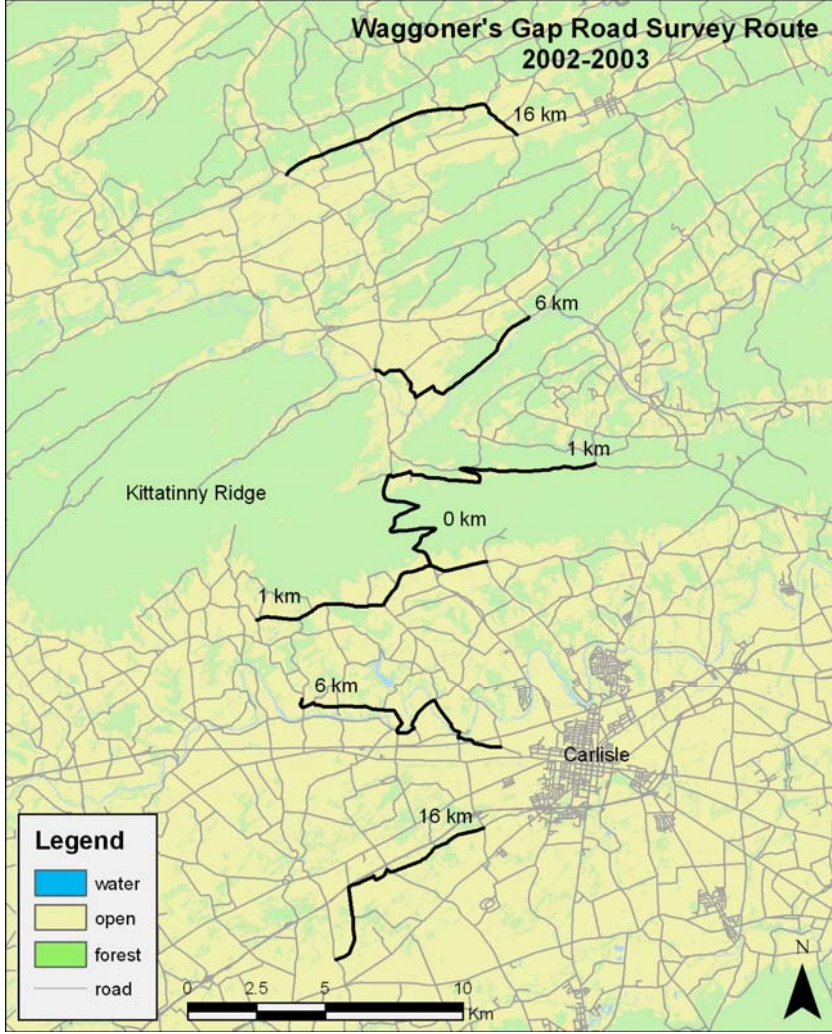 Waggoner's Gap Road Survey Route
2002-2003
16 km
6 km
1 km
Kittatinny Ridge
0 km
1 km
6 km
Carlisle
16 km
Legend
water
open
forest
road
0 2.5 5 10
Km
N